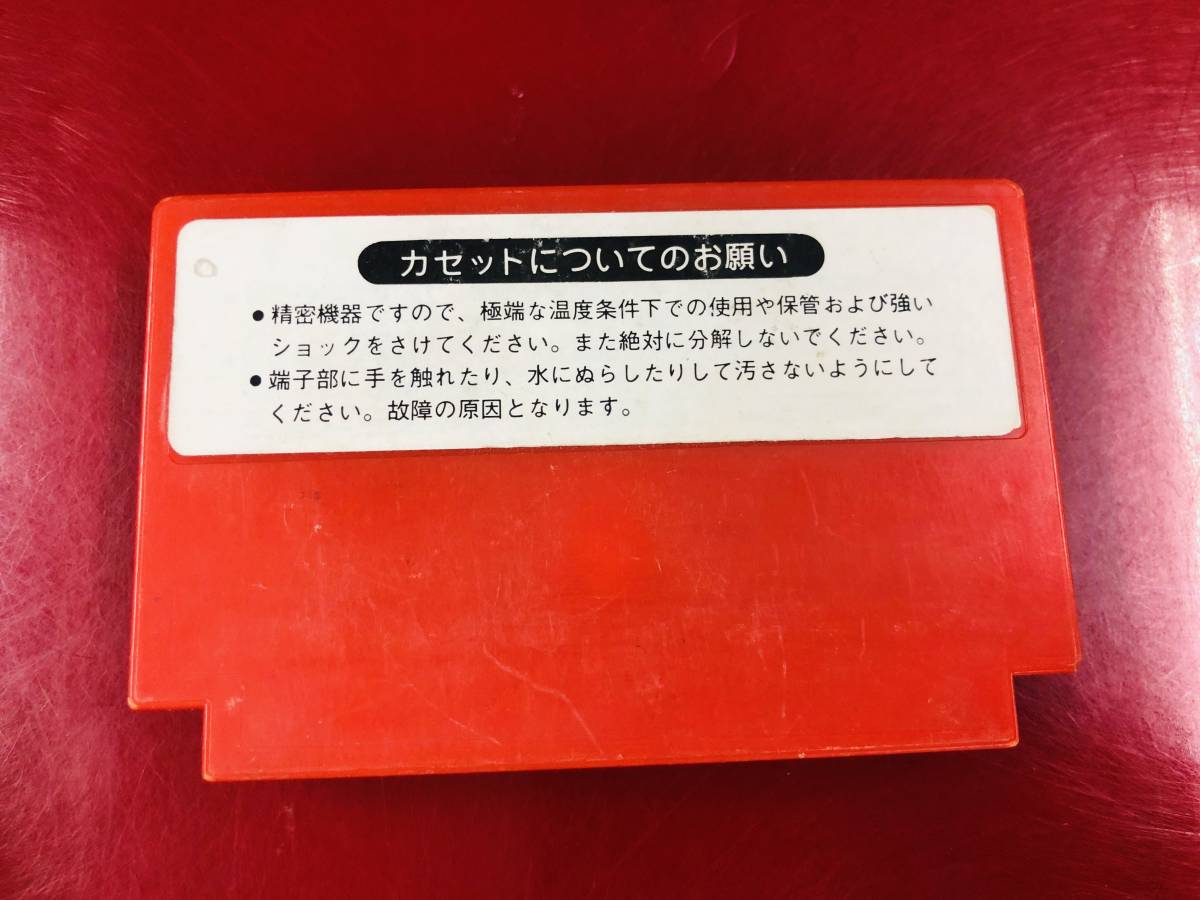 カセットについてのお願い
●精密機器ですので、極端な温度条件下での使用や保管および強い
ショックをさけてください。また絶対に分解しないでください。
●端子部に手を触れたり、水にぬらしたりして汚さないようにして
ください。故障の原因となります。